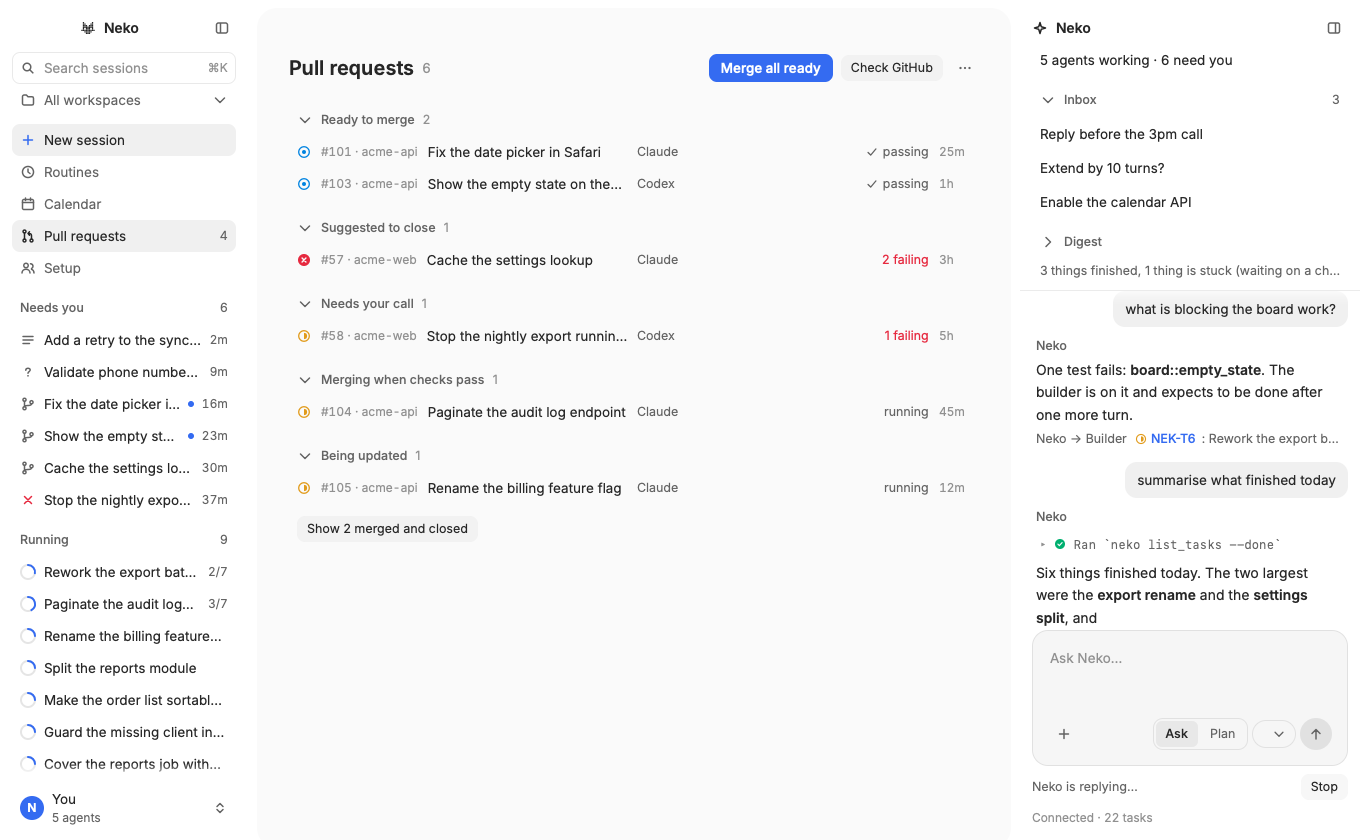 Neko
Search sessions ⌘K
All workspaces
New session
Routines
Calendar
Pull requests 4
Setup
Needs you 6
Add a retry to the sync... 2m
Validate phone numbe... 9m
Fix the date picker i... 16m
Show the empty st... 23m
Cache the settings lo... 30m
Stop the nightly expo... 37m
Running 9
Rework the export bat... 2/7
Paginate the audit log... 3/7
Rename the billing feature...
Split the reports module
Make the order list sortabl...
Guard the missing client in...
Cover the reports job with...
N
You
5 agents
Pull requests 6
Merge all ready
Check GitHub
Ready to merge 2
#101 · acme-api Fix the date picker in Safari Claude passing 25m
#103 · acme-api Show the empty state on the... Codex passing 1h
Suggested to close 1
#57 · acme-web Cache the settings lookup Claude 2 failing 3h
Needs your call 1
#58 · acme-web Stop the nightly export runnin... Codex 1 failing 5h
Merging when checks pass 1
#104 · acme-api Paginate the audit log endpoint Claude running 45m
Being updated 1
#105 · acme-api Rename the billing feature flag Claude running 12m
Show 2 merged and closed
Neko
5 agents working · 6 need you
Inbox 3
Reply before the 3pm call
Extend by 10 turns?
Enable the calendar API
Digest
3 things finished, 1 thing is stuck (waiting on a ch...
what is blocking the board work?
Neko
One test fails: board::empty_state. The
builder is on it and expects to be done after
one more turn.
Neko → Builder NEK-T6 : Rework the export b...
summarise what finished today
Neko
Ran `neko list_tasks --done`
Six things finished today. The two largest
were the export rename and the settings
split, and
Ask Neko...
Ask Plan
Neko is replying... Stop
Connected · 22 tasks